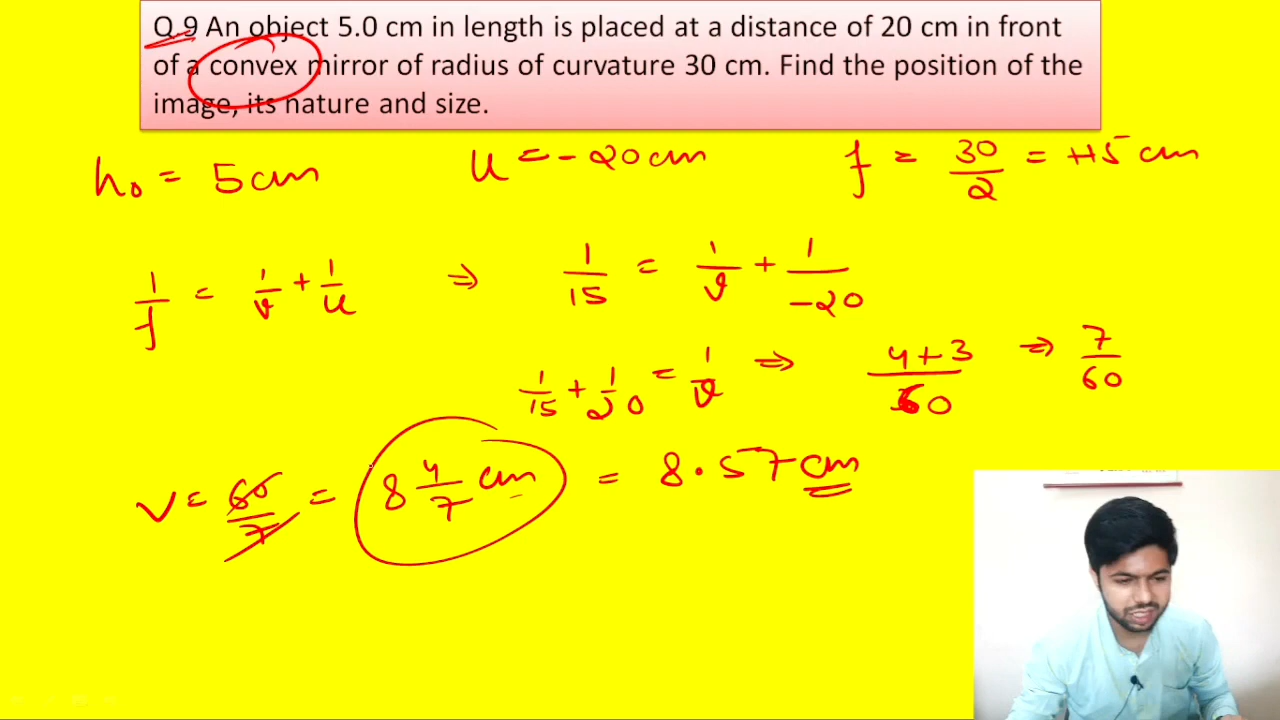 Q.9 An object 5.0 cm in length is placed at a distance of 20 cm in front
of a convex mirror of radius of curvature 30 cm. Find the position of the
image, its nature and size.
h₀ = 5cm u = -20cm f = 30/2 = +15 cm
1/f = 1/v + 1/u ⇒ 1/15 = 1/v + 1/-20
1/15 + 1/20 = 1/v ⇒ 4+3/60 ⇒ 7/60
v = 60/7 = 8 4/7 cm = 8.57 cm